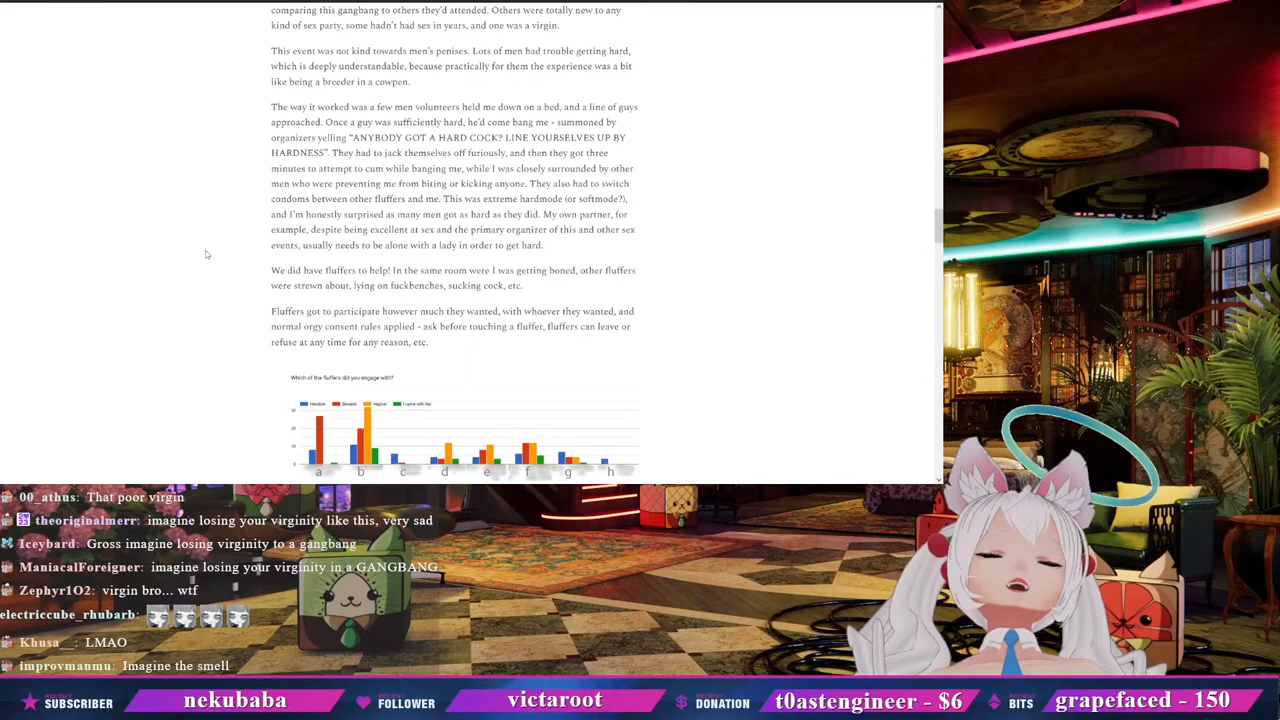 comparing this gangbang to others they'd attended. Others were totally new to any
kind of sex party, some hadn't had sex in years, and one was a virgin.
This event was not kind towards men's penises. Lots of men had trouble getting hard,
which is deeply understandable, because practically for them the experience was a bit
like being a breeder in a cowpen.
The way it worked was a few men volunteers held me down on a bed, and a line of guys
approached. Once a guy was sufficiently hard, he'd come bang me - summoned by
organizers yelling “ANYBODY GOT A HARD COCK? LINE YOURSELVES UP BY
HARDNESS”. They had to jack themselves off furiously, and then they got three
minutes to attempt to cum while banging me, while I was closely surrounded by other
men who were preventing me from biting or kicking anyone. They also had to switch
condoms between other fluffers and me. This was extreme hardmode (or softmode?),
and I'm honestly surprised as many men got as hard as they did. My own partner, for
example, despite being excellent at sex and the primary organizer of this and other sex
events, usually needs to be alone with a lady in order to get hard.
We did have fluffers to help! In the same room were I was getting boned, other fluffers
were strewn about, lying on fuckbenches, sucking cock, etc.
Fluffers got to participate however much they wanted, with whoever they wanted, and
normal orgy consent rules applied - ask before touching a fluffer, fluffers can leave or
refuse at any time for any reason, etc.
Which of the fluffers did you engage with?
Handjob Blowjob Vaginal I came with her
30
20
10
0
a b c d e f g h
00_athus: That poor virgin
theoriginalmerr: imagine losing your virginity like this, very sad
Iceybard: Gross imagine losing virginity to a gangbang
ManiacalForeigner: imagine losing your virginity in a GANGBANG
Zephyr1O2: virgin bro... wtf
electriccube_rhubarb:
Khusa__: LMAO
improvmanmu: Imagine the smell
RECENT SUBSCRIBER nekubaba RECENT FOLLOWER victaroot RECENT DONATION t0astengineer - $6 RECENT BITS grapefaced - 150